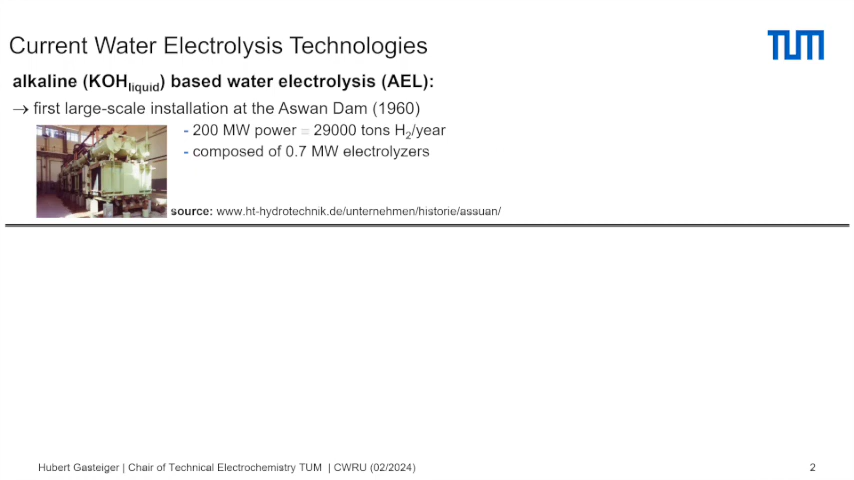 Current Water Electrolysis Technologies
TUM
alkaline (KOHliquid) based water electrolysis (AEL):
→ first large-scale installation at the Aswan Dam (1960)
- 200 MW power = 29000 tons H2/year
- composed of 0.7 MW electrolyzers
source: www.ht-hydrotechnik.de/unternehmen/historie/assuan/
Hubert Gasteiger | Chair of Technical Electrochemistry TUM | CWRU (02/2024)
2